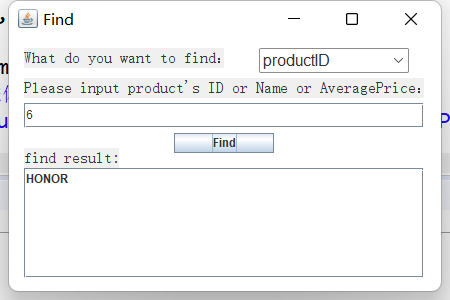 Find
What do you want to find:
productID
Please input product's ID or Name or AveragePrice:
6
Find
find result:
HONOR